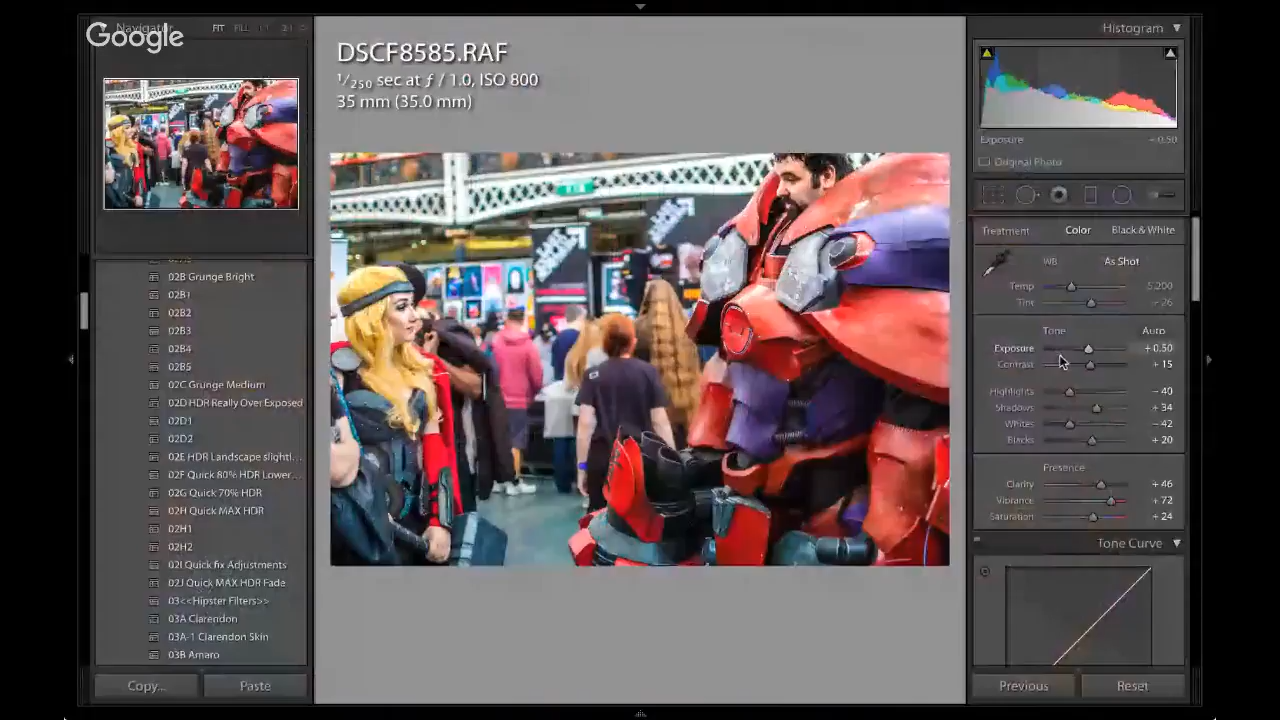 Google
Navigator
FIT
DSCF8585.RAF
1/250 sec at ƒ / 1.0, ISO 800
35 mm (35.0 mm)
02B Grunge Bright
02B1
02B2
02B3
02B4
02B5
02C Grunge Medium
02D HDR Really Over Exposed
02D1
02D2
02E HDR Landscape slightl...
02F Quick 80% HDR Lower...
02G Quick 70% HDR
02H Quick MAX HDR
02H1
02H2
02I Quick fix Adjustments
02J Quick MAX HDR Fade
03<<Hipster Filters>>
03A Clarendon
03A-1 Clarendon Skin
03B Amaro
Copy...
Paste
Histogram
Exposure + 0.50
Original Photo
Treatment Color Black & White
WB As Shot
Temp 5,200
Tint - 26
Tone Auto
Exposure + 0.50
Contrast + 15
Highlights - 40
Shadows + 34
Whites - 42
Blacks + 20
Presence
Clarity + 46
Vibrance + 72
Saturation + 24
Tone Curve
Previous
Reset